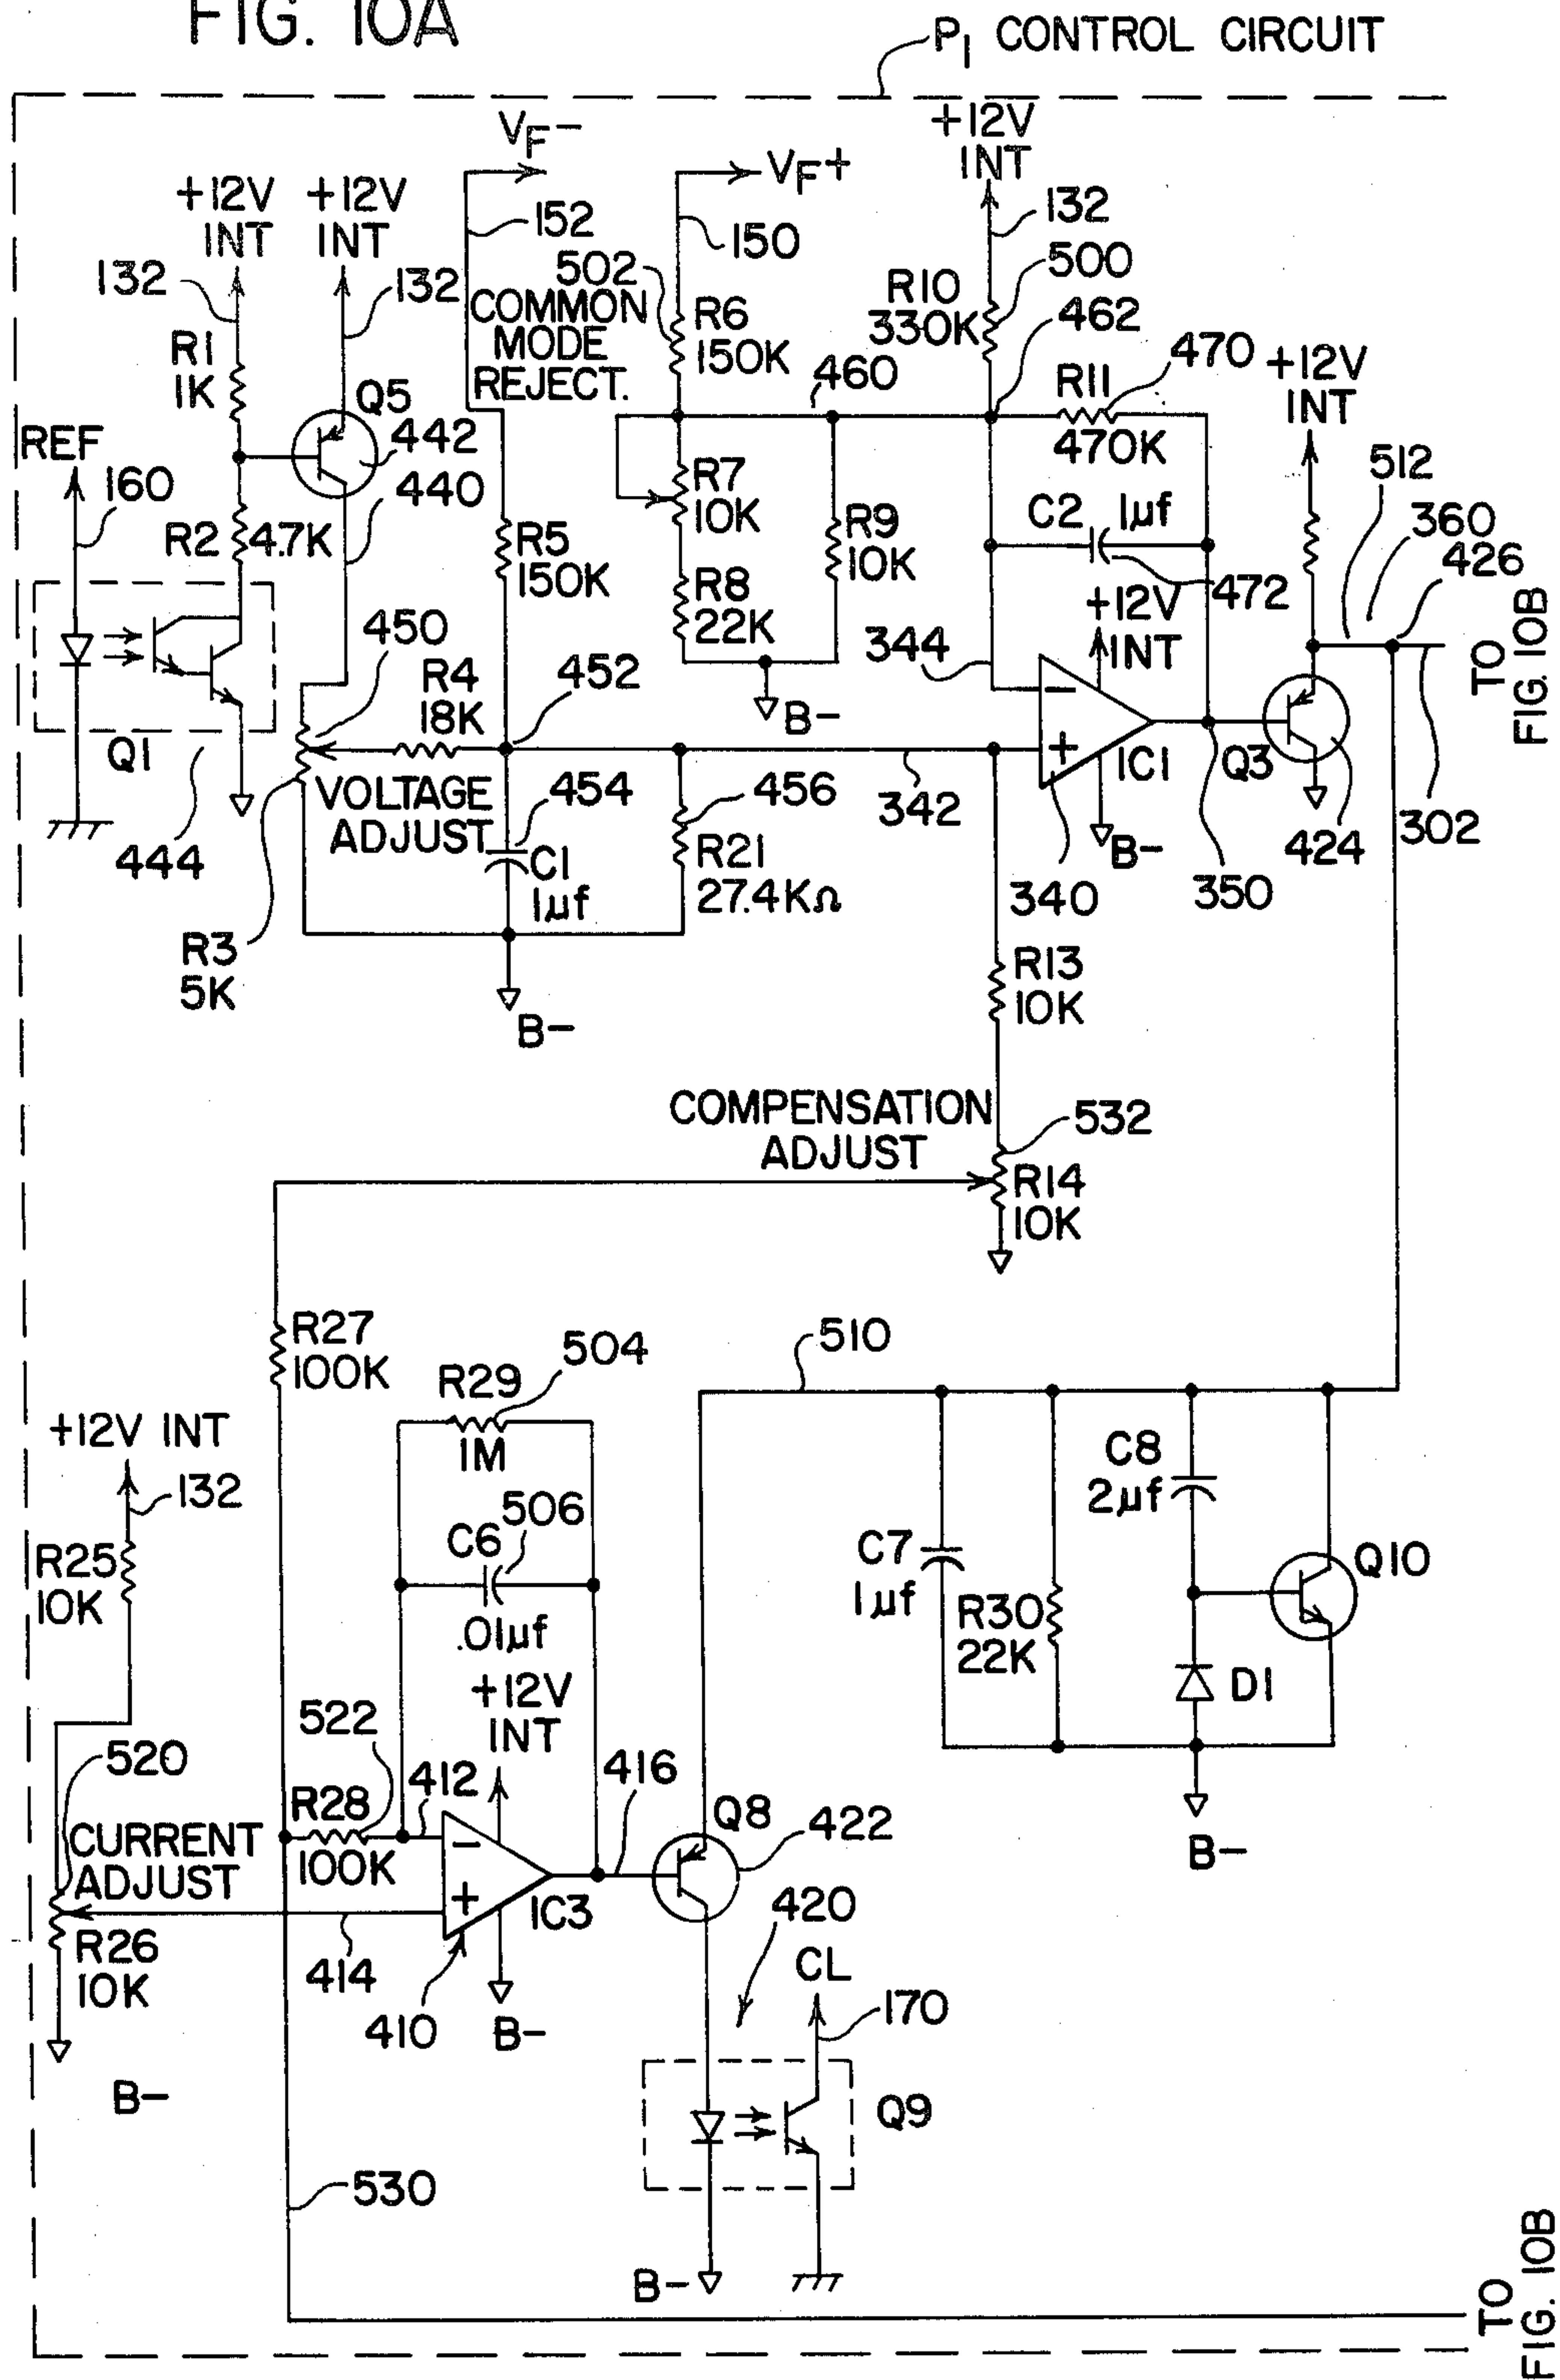 FIG. 10A
P1 CONTROL CIRCUIT
VF-
VF+
+12V
INT
+12V
INT
+12V
INT
132
132
152
150
132
502
COMMON
MODE
REJECT.
R6
150K
R10
330K
500
462
460
R11
470K
470
+12V
INT
R1
1K
Q5
442
440
REF
160
R2
4.7K
R5
150K
R7
10K
R8
22K
R9
10K
C2
1µf
472
+12V
INT
512
360
426
TO
FIG. 10B
344
B-
450
R4
18K
452
Q1
444
VOLTAGE
ADJUST
454
C1
1µf
456
R21
27.4KΩ
342
IC1
B-
340
350
Q3
424
302
R3
5K
B-
R13
10K
COMPENSATION
ADJUST
532
R14
10K
R27
100K
R29
504
1M
510
+12V INT
132
R25
10K
C6
506
.01µf
+12V
INT
C7
1µf
R30
22K
C8
2µf
D1
Q10
B-
520
522
R28
100K
412
416
CURRENT
ADJUST
R26
10K
414
410
IC3
B-
Q8
422
420
CL
170
B-
Q9
530
B-
TO
FIG. 10B